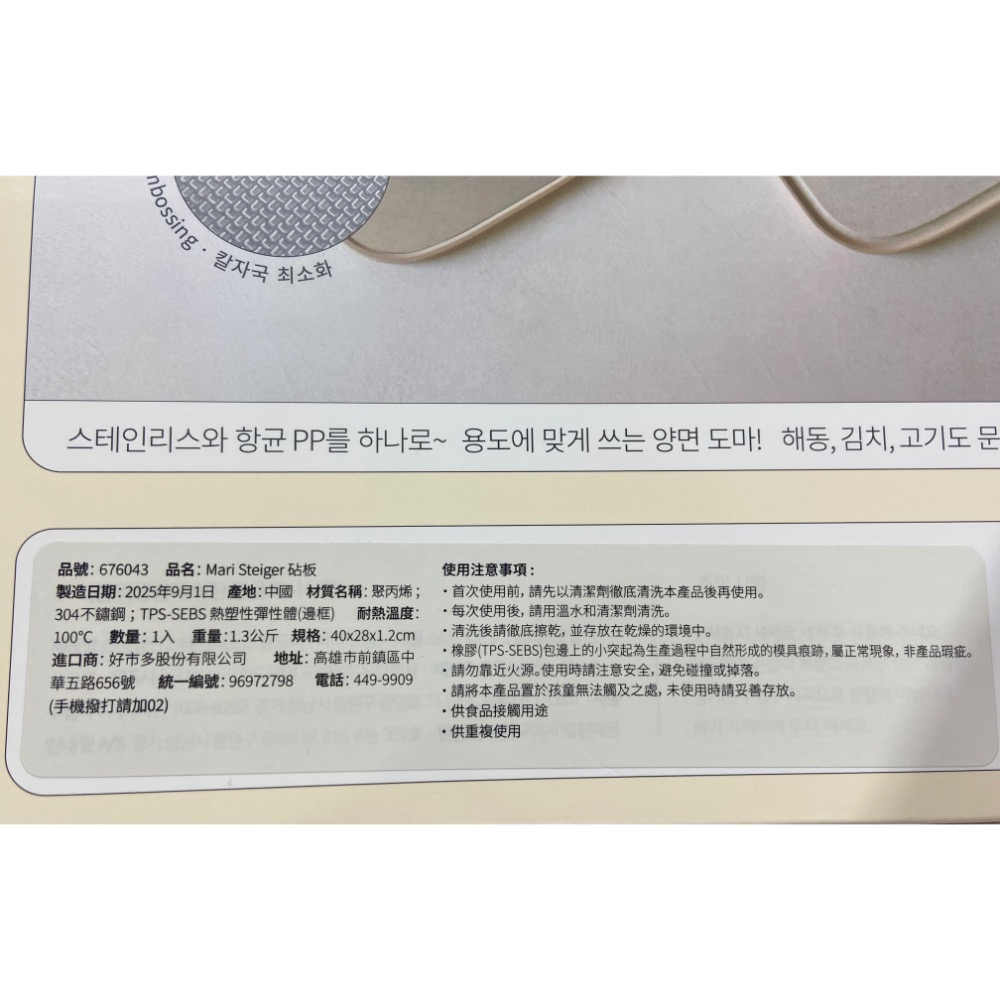 nbossing · 칼자국 최소화
스테인리스와 항균 PP를 하나로~ 용도에 맞게 쓰는 양면 도마! 해동, 김치, 고기도 문
品號: 676043 品名: Mari Steiger 砧板
製造日期: 2025年9月1日 產地: 中國 材質名稱: 聚丙烯;
304不鏽鋼; TPS-SEBS 熱塑性彈性體(邊框) 耐熱溫度:
100℃ 數量: 1入 重量: 1.3公斤 規格: 40x28x1.2cm
進口商: 好市多股份有限公司 地址: 高雄市前鎮區中
華五路656號 統一編號: 96972798 電話: 449-9909
(手機撥打請加02)
使用注意事項:
·首次使用前, 請先以清潔劑徹底清洗本產品後再使用。
·每次使用後, 請用溫水和清潔劑清洗。
·清洗後請徹底擦乾, 並存放在乾燥的環境中。
·橡膠(TPS-SEBS)包邊上的小突起為生產過程中自然形成的模具痕跡, 屬正常現象, 非產品瑕疵。
·請勿靠近火源。使用時請注意安全, 避免碰撞或掉落。
·請將本產品置於孩童無法觸及之處, 未使用時請妥善存放。
·供食品接觸用途
·供重複使用